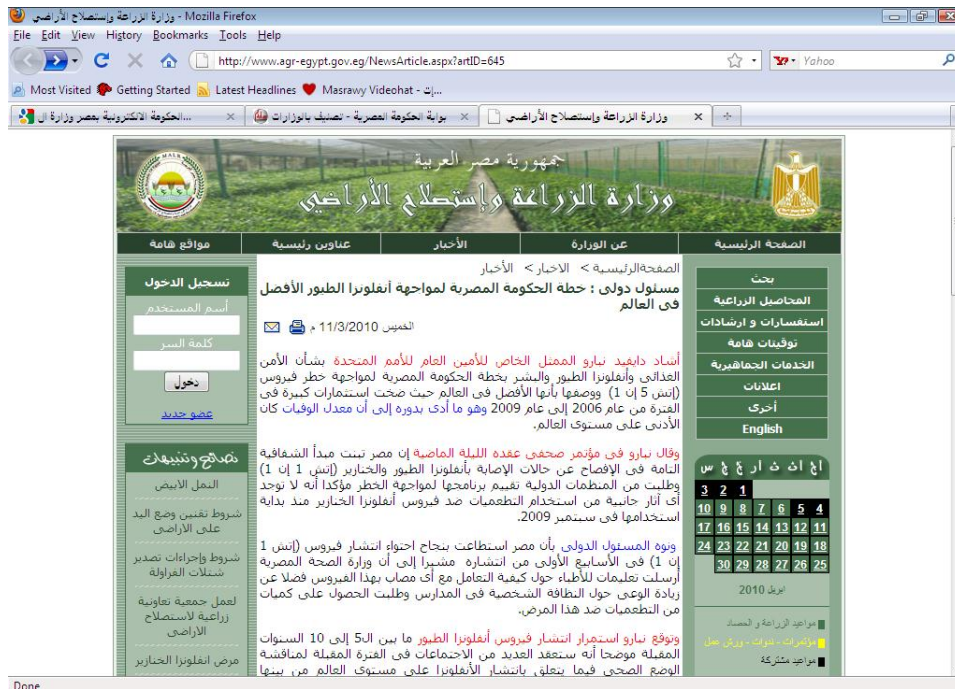 وزارة الزراعة وإستصلاح الأراضي - Mozilla Firefox
File Edit View History Bookmarks Tools Help
http://www.agr-egypt.gov.eg/NewsArticle.aspx?artID=645
Yahoo
Most Visited Getting Started Latest Headlines Masrawy Videohat - إت...
الحكومة الالكترونية بمصر وزارة ال...
بوابة الحكومة المصرية - تصنيف بالوزارات
وزارة الزراعة وإستصلاح الأراضي
جمهورية مصر العربية
وزارة الزراعة وإستصلاح الأراضي
الصفحة الرئيسية
عن الوزارة
الأخبار
عناوين رئيسية
مواقع هامة
بحث
المحاصيل الزراعية
استفسارات و ارشادات
توقيتات هامة
الخدمات الجماهيرية
اعلانات
أخرى
English
اح اث ث ار خ ج س
1 2 3
4 5 6 7 8 9 10
11 12 13 14 15 16 17
18 19 20 21 22 23 24
25 26 27 28 29 30
ابريل 2010
مواعيد الزراعة و الحصاد
مؤتمرات - ندوات - ورش عمل
مواعيد مشتركة
الصفحةالرئيسية > الاخبار > الأخبار
مسئول دولى : خطة الحكومة المصرية لمواجهة أنفلونزا الطيور الأفضل
فى العالم
الخميس 11/3/2010 م
أشاد دايفيد نبارو الممثل الخاص للأمين العام للأمم المتحدة بشأن الأمن
الغذائى وأنفلونزا الطيور والبشر بخطة الحكومة المصرية لمواجهة خطر فيروس
(إتش 5 إن 1) ووصفها بأنها الأفضل فى العالم حيث ضخت استثمارات كبيرة فى
الفترة من عام 2006 إلى عام 2009 وهو ما أدى بدوره إلى أن معدل الوفيات كان
الأدنى على مستوى العالم.
وقال نبارو فى مؤتمر صحفى عقده الليلة الماضية إن مصر تبنت مبدأ الشفافية
التامة فى الإفصاح عن حالات الإصابة بأنفلونزا الطيور والخنازير (إتش 1 إن 1)
وطلبت من المنظمات الدولية تقييم برنامجها لمواجهة الخطر مؤكدا أنه لا توجد
أى آثار جانبية من استخدام التطعيمات ضد فيروس أنفلونزا الخنازير منذ بداية
استخدامها فى سبتمبر 2009.
ونوه المسئول الدولى بأن مصر استطاعت بنجاح احتواء انتشار فيروس (إتش 1
إن 1) فى الأسابيع الأولى من انتشاره مشيرا إلى أن وزارة الصحة المصرية
أرسلت تعليمات للأطباء حول كيفية التعامل مع أى مصاب بهذا الفيروس فضلا عن
زيادة الوعى حول النظافة الشخصية فى المدارس وطلبت الحصول على كميات
من التطعميات ضد هذا المرض.
وتوقع نبارو استمرار انتشار فيروس أنفلونزا الطيور ما بين ال5 إلى 10 السنوات
المقبلة موضحا أنه ستعقد العديد من الاجتماعات فى الفترة المقبلة لمناقشة
الوضع الصحى فيما يتعلق بانتشار الأنفلونزا على مستوى العالم من بينها
تسجيل الدخول
أسم المستخدم
كلمة السر
دخول
عضو جديد
نصائح وتنبيهات
النمل الابيض
شروط تقنين وضع اليد
على الاراضى
شروط وإجراءات تصدير
شتلات الفراولة
لعمل جمعية تعاونية
زراعية لاستصلاح
الاراضى
مرض انفلونزا الخنازير
Done